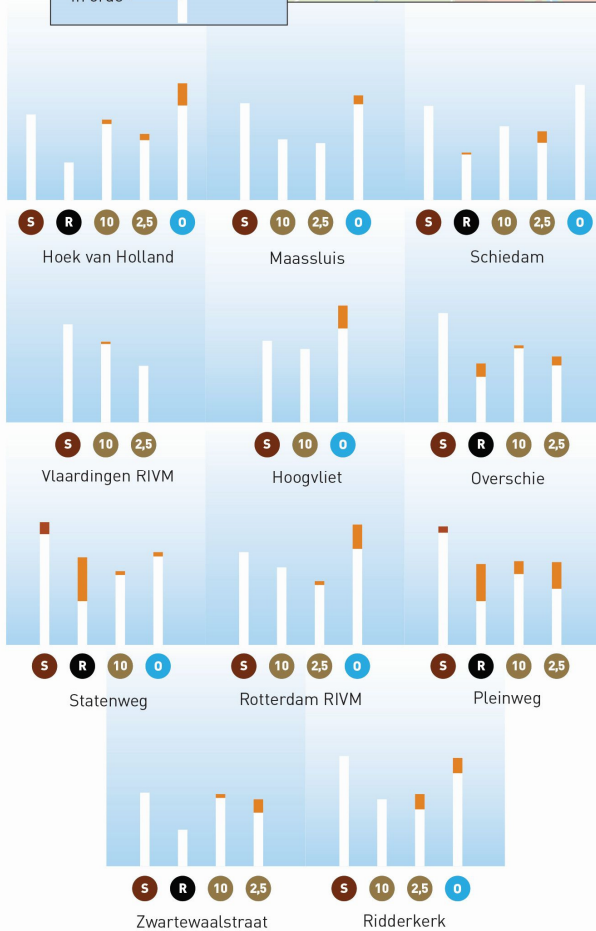 S R 10 2,5 O
Hoek van Holland
S 10 2,5 O
Maassluis
S R 10 2,5 O
Schiedam
S 10 2,5
Vlaardingen RIVM
S 10 O
Hoogvliet
S R 10 2,5
Overschie
S R 10 O
Statenweg
S 10 2,5 O
Rotterdam RIVM
S R 10 2,5
Pleinweg
S R 10 2,5
Zwartewaalstraat
S 10 2,5 O
Ridderkerk